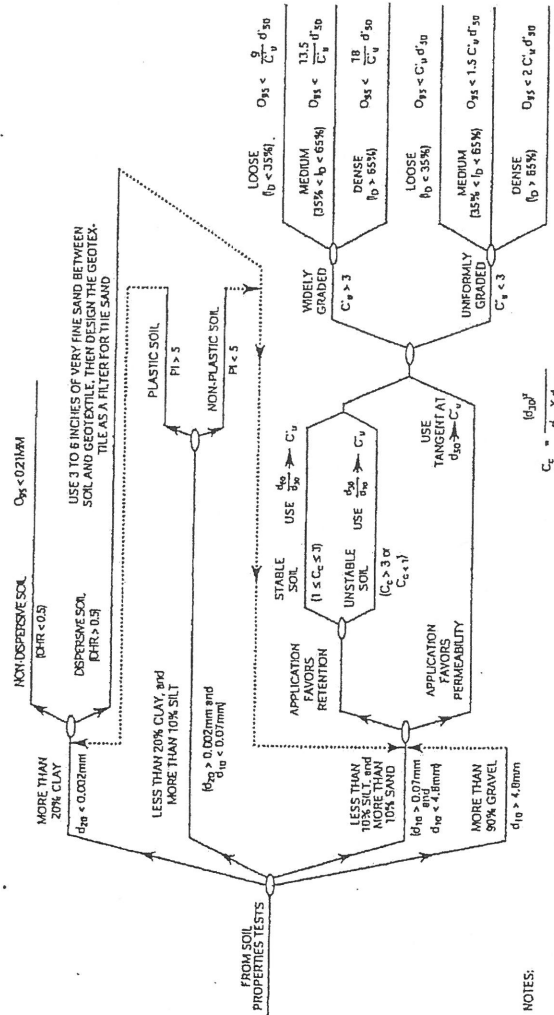 FROM SOIL
PROPERTIES TESTS
MORE THAN
20% CLAY
d20 < 0.002mm
NON-DISPERSIVE SOIL
(DHR < 0.5)
O95 < 0.21MM
DISPERSIVE SOIL
(DHR > 0.5)
USE 3 TO 6 INCHES OF VERY FINE SAND BETWEEN
SOIL AND GEOTEXTILE, THEN DESIGN THE GEOTEX-
TILE AS A FILTER FOR THE SAND
LESS THAN 20% CLAY, and
MORE THAN 10% SILT
(d20 > 0.002mm and
d10 < 0.07mm)
PLASTIC SOIL
PI > 5
NON-PLASTIC SOIL
PI < 5
LESS THAN
10% SILT, and
MORE THAN
10% SAND
(d10 > 0.07mm
and
d10 < 4.8mm)
MORE THAN
90% GRAVEL
d10 > 4.8mm
APPLICATION
FAVORS
RETENTION
STABLE
SOIL
(1 ≤ Cc ≤ 3)
USE
C'u
UNSTABLE
SOIL
(Cc > 3 or
Cc < 1)
USE
C'u
APPLICATION
FAVORS
PERMEABILITY
USE
TANGENT AT
d50 C'u
WIDELY
GRADED
C'u > 3
LOOSE
(ID < 35%)
O95 < 9/C'u d'50
MEDIUM
(35% < ID < 65%)
O95 < 13.5/C'u d'50
DENSE
(ID > 65%)
O95 < 18/C'u d'50
UNIFORMLY
GRADED
C'u < 3
LOOSE
(ID < 35%)
O95 < C'u d'50
MEDIUM
(35% < ID < 65%)
O95 < 1.5 C'u d'50
DENSE
(ID > 65%)
O95 < 2 C'u d'50
NOTES:
Cc = (d30)²